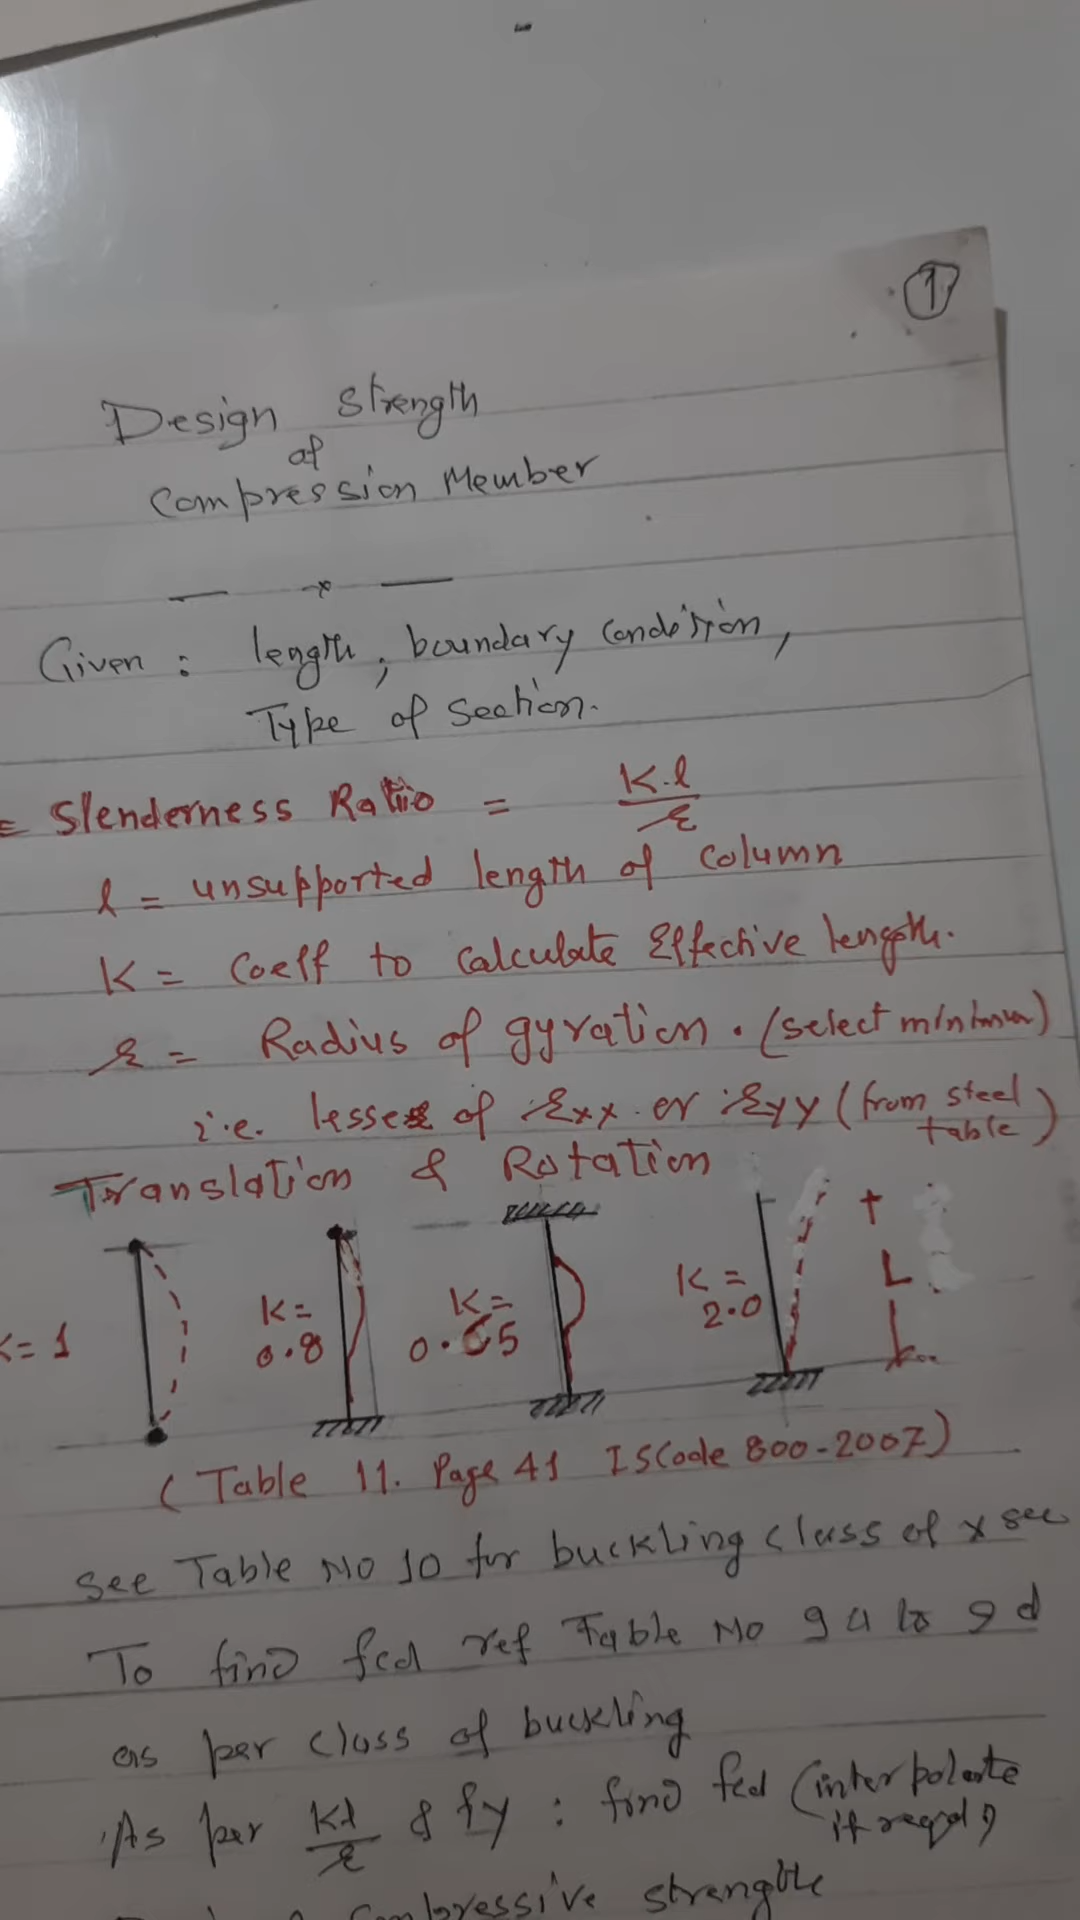 1
Design Strength
of
Compression Member
Given : length, boundary condition,
Type of Section.
= Slenderness Ratio = K.l/r
l = unsupported length of column
K = Coeff to calculate Effective length.
r = Radius of gyration. (select minimum)
i.e. lesser of rxx or ryy (from steel table)
Translation & Rotation
K = 1
K = 0.8
K = 0.65
K = 2.0
(Table 11. Page 41 IS Code 800-2007)
See Table No 10 for buckling class of x sec
To find fcd ref Table No 9 a to 9 d
as per class of buckling
As per Kl/r & fy : find fcd (interpolate if reqd)
Compressive strength